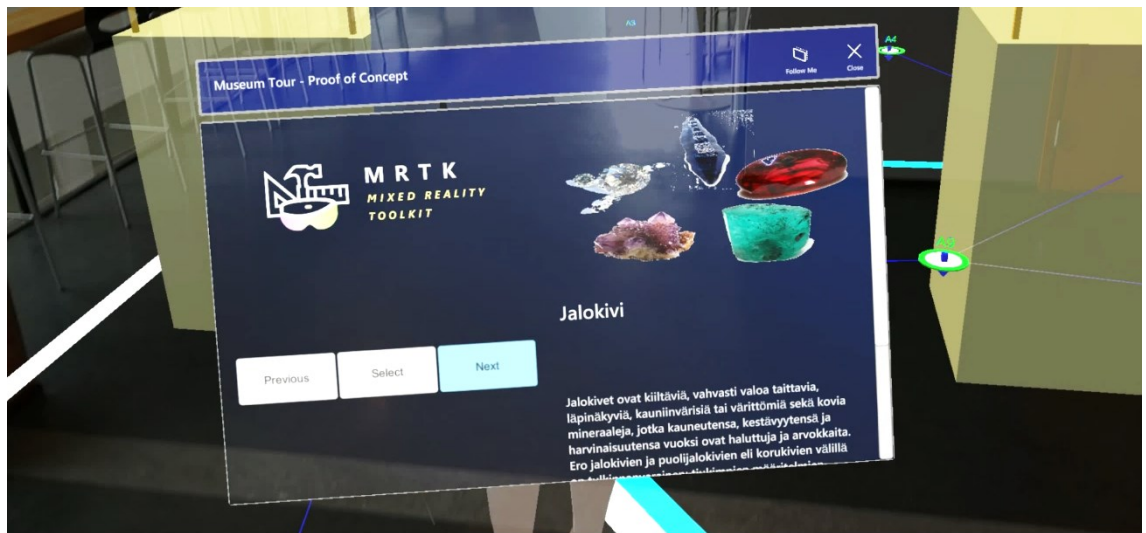 A3
A4
Museum Tour - Proof of Concept
Follow Me
Close
MRTK
MIXED REALITY
TOOLKIT
Jalokivi
Previous
Select
Next
Jalokivet ovat kiiltäviä, vahvasti valoa taittavia,
läpinäkyviä, kauniinvärisiä tai värittömiä sekä kovia
mineraaleja, jotka kauneutensa, kestävyytensä ja
harvinaisuutensa vuoksi ovat haluttuja ja arvokkaita.
Ero jalokivien ja puolijalokivien eli korukivien välillä